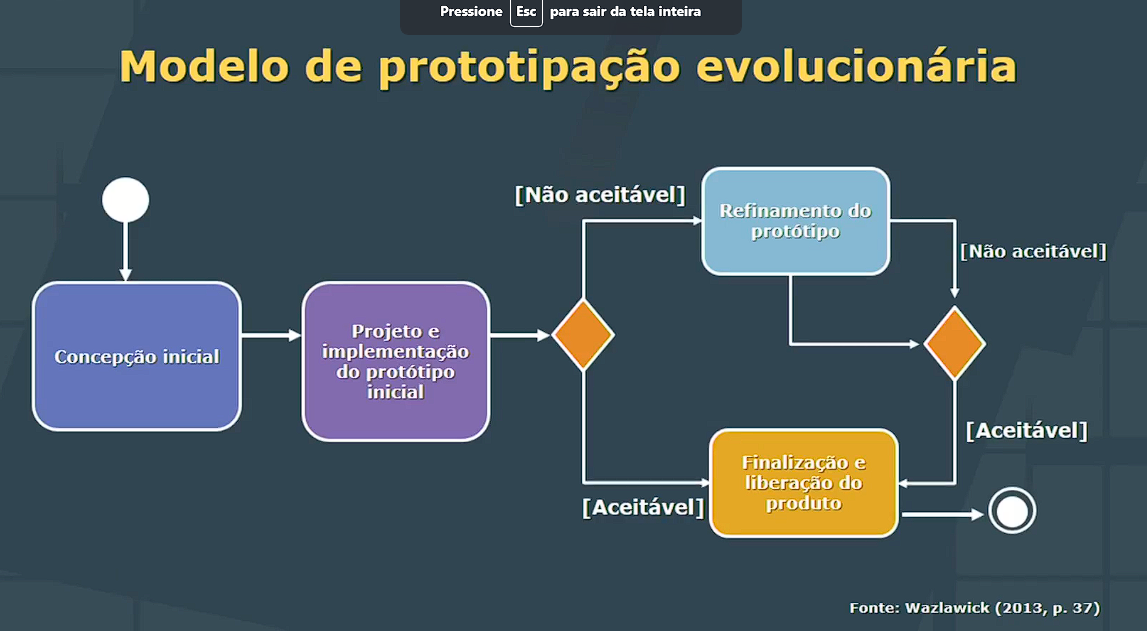 Pressione Esc para sair da tela inteira
Modelo de prototipação evolucionária
[Não aceitável]
Refinamento do
protótipo
[Não aceitável]
Concepção inicial
Projeto e
implementação
do protótipo
inicial
[Aceitável]
Finalização e
liberação do
produto
[Aceitável]
Fonte: Wazlawick (2013, p. 37)